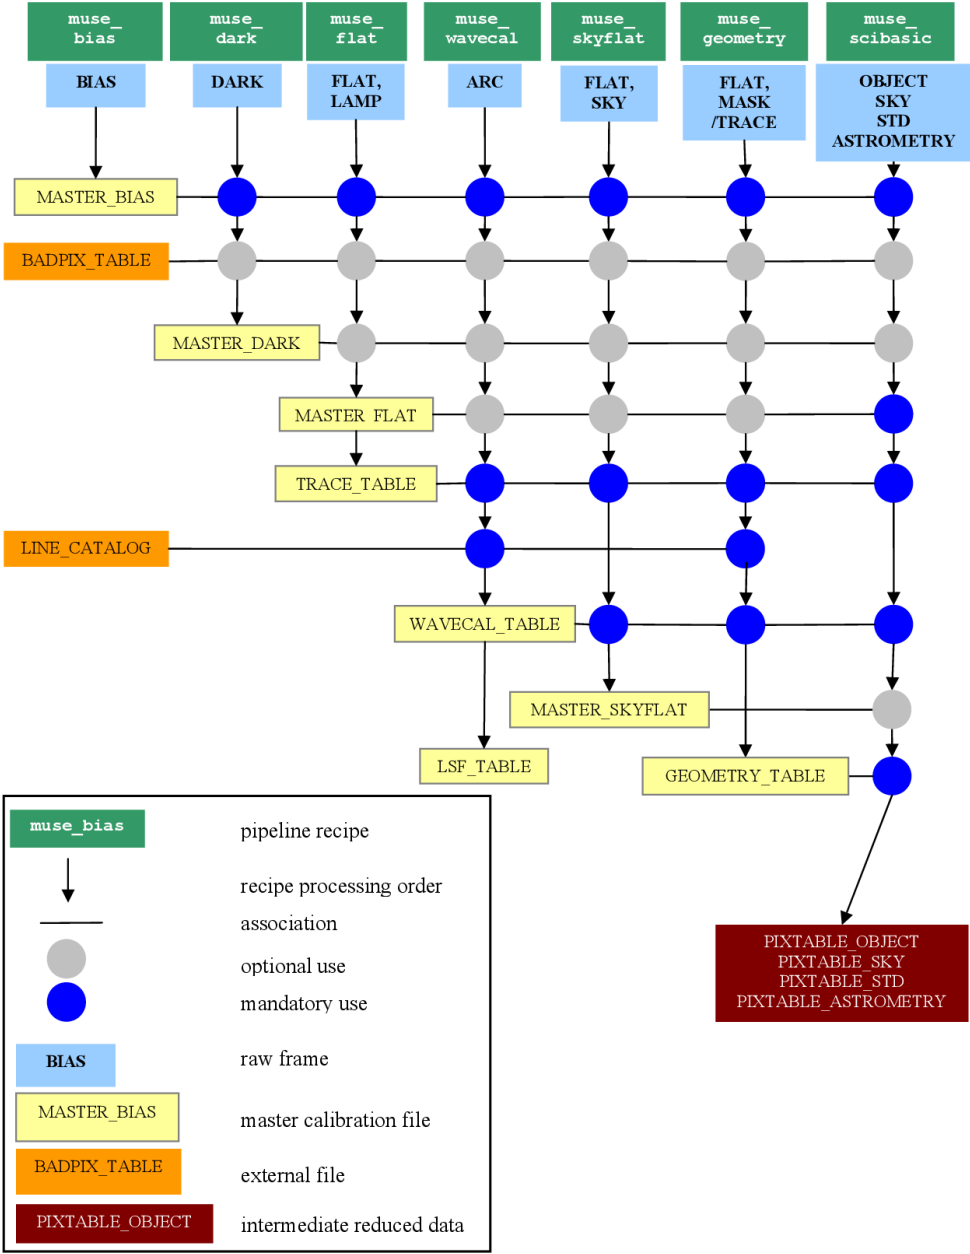 muse_
bias
muse_
dark
muse_
flat
muse_
wavecal
muse_
skyflat
muse_
geometry
muse_
scibasic
BIAS
DARK
FLAT,
LAMP
ARC
FLAT,
SKY
FLAT,
MASK
/TRACE
OBJECT
SKY
STD
ASTROMETRY
MASTER_BIAS
BADPIX_TABLE
MASTER_DARK
MASTER_FLAT
TRACE_TABLE
LINE_CATALOG
WAVECAL_TABLE
MASTER_SKYFLAT
LSF_TABLE
GEOMETRY_TABLE
PIXTABLE_OBJECT
PIXTABLE_SKY
PIXTABLE_STD
PIXTABLE_ASTROMETRY
muse_bias
pipeline recipe
recipe processing order
association
optional use
mandatory use
BIAS
raw frame
MASTER_BIAS
master calibration file
BADPIX_TABLE
external file
PIXTABLE_OBJECT
intermediate reduced data